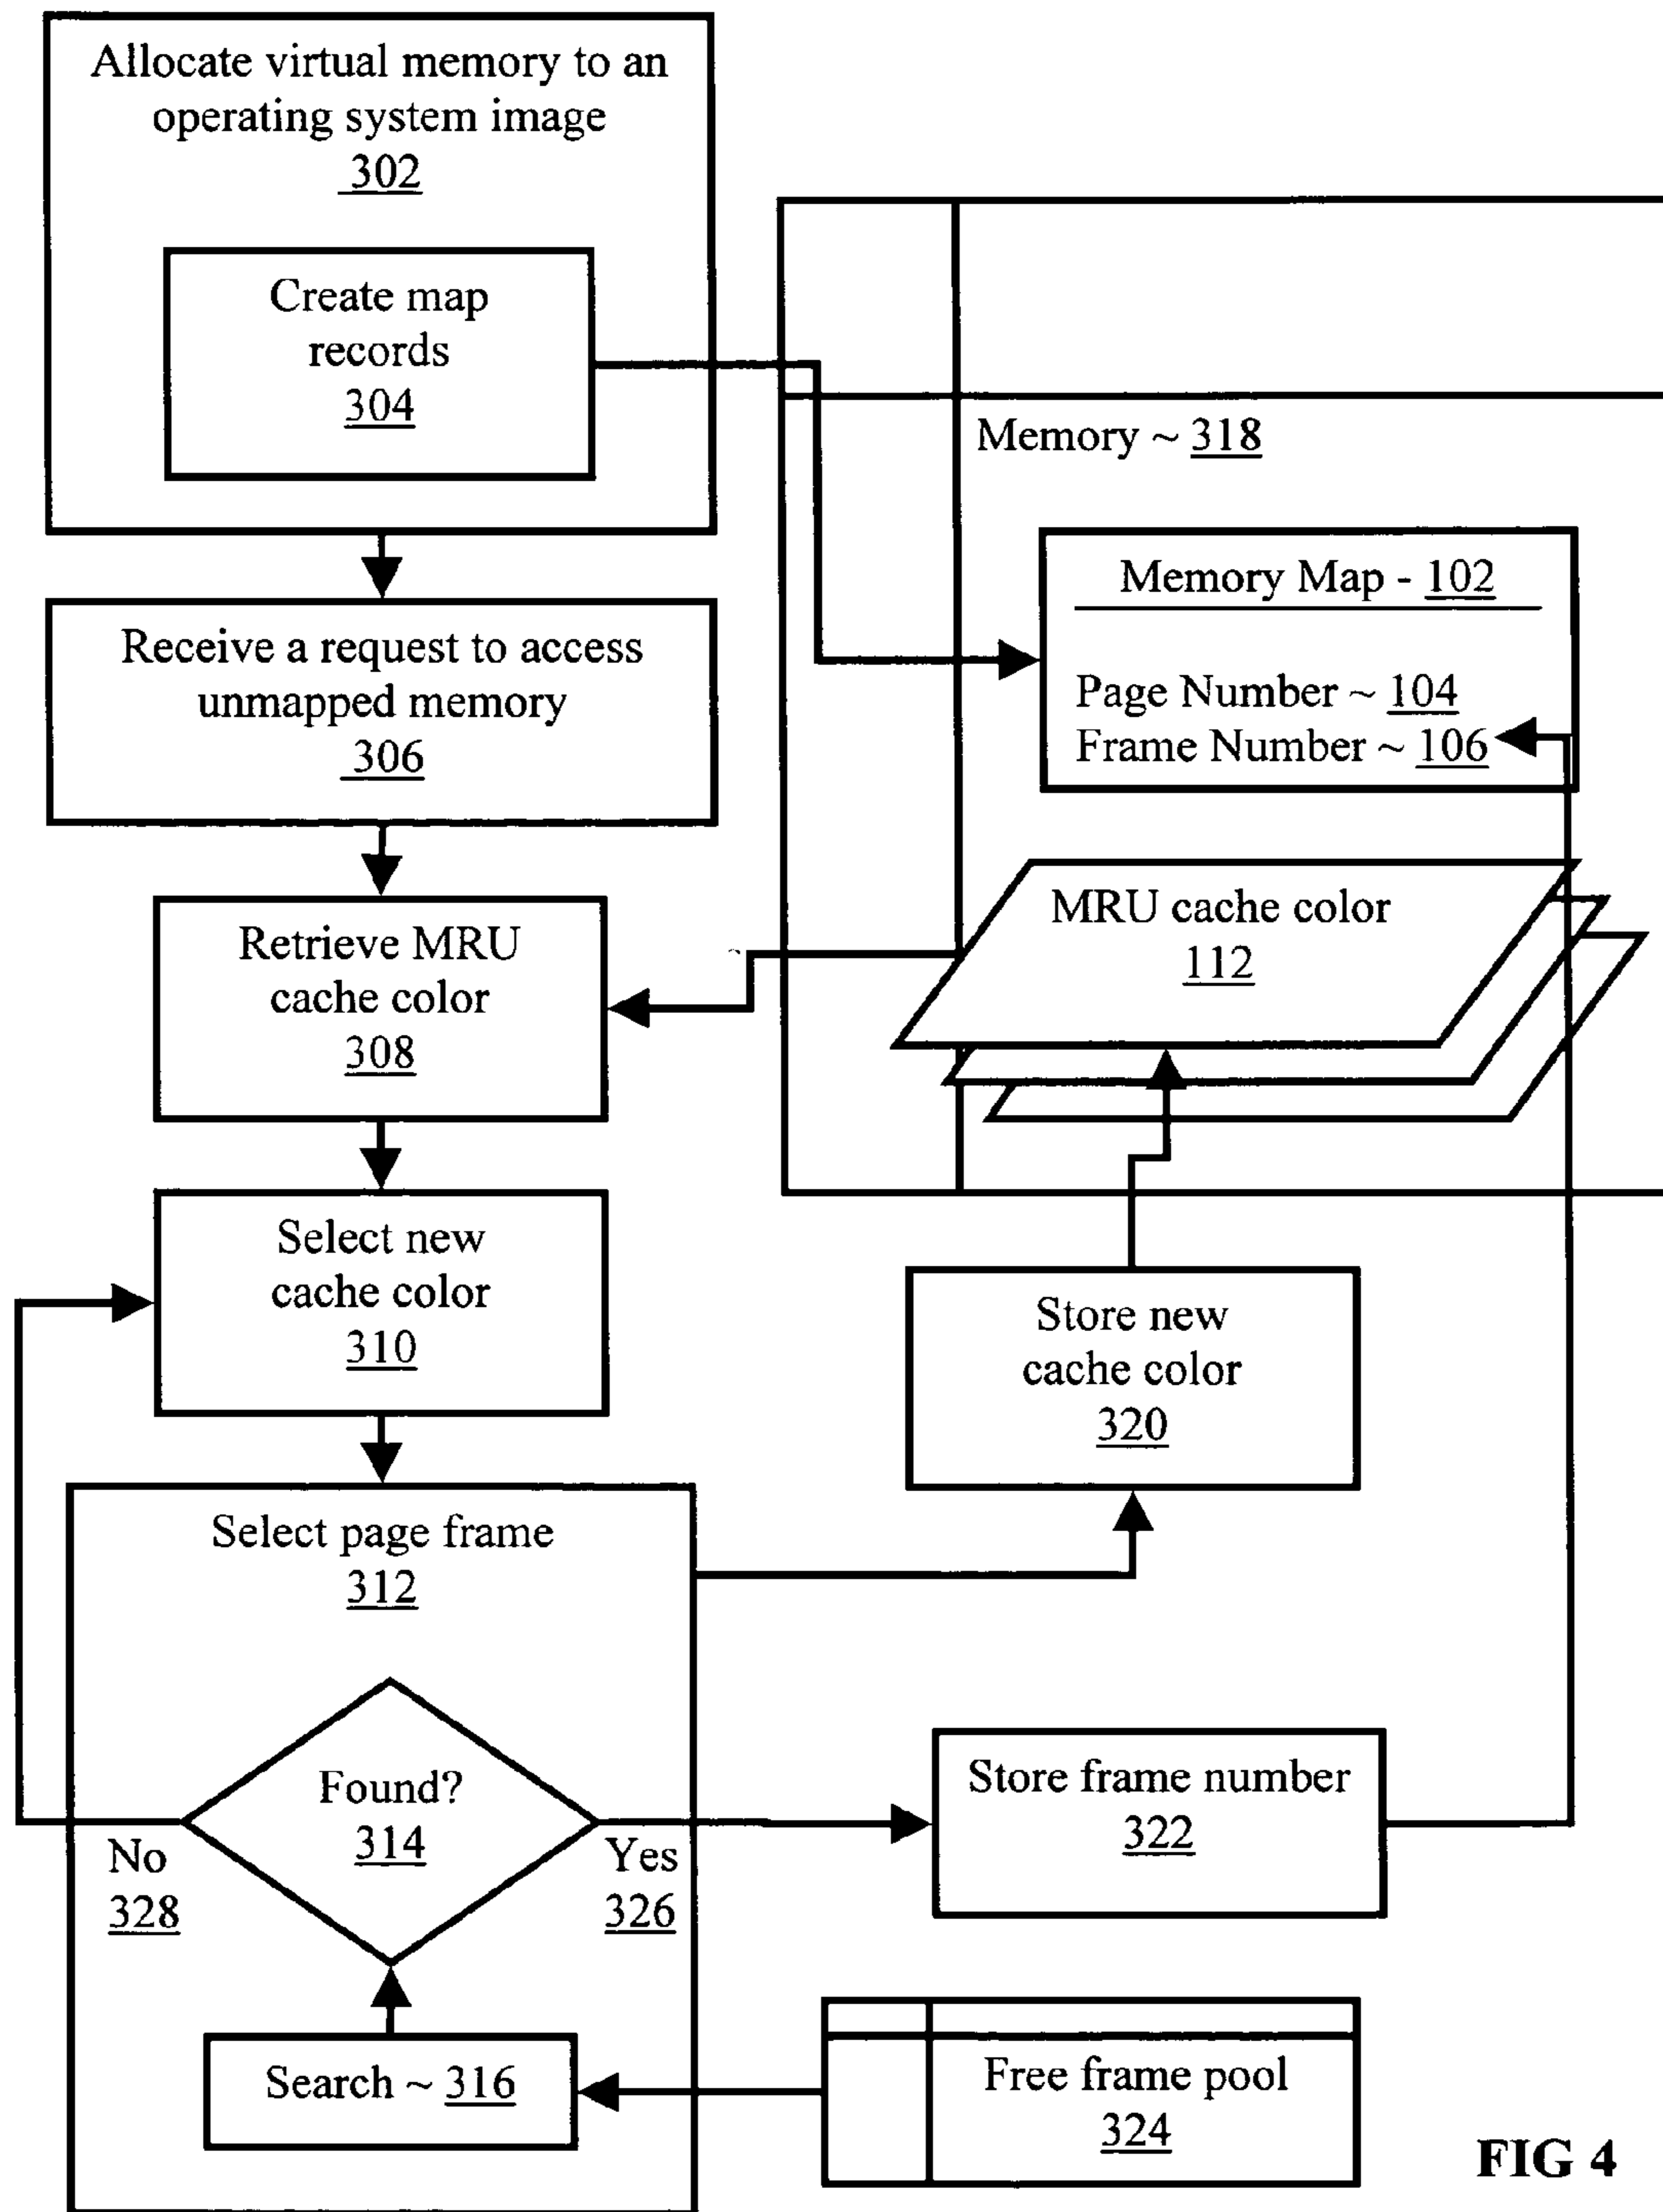 Allocate virtual memory to an
operating system image
302
Create map
records
304
Memory ~ 318
Memory Map - 102
Page Number ~ 104
Frame Number ~ 106
Receive a request to access
unmapped memory
306
MRU cache color
112
Retrieve MRU
cache color
308
Select new
cache color
310
Store new
cache color
320
Select page frame
312
Found?
314
No
328
Yes
326
Store frame number
322
Search ~ 316
Free frame pool
324
FIG 4